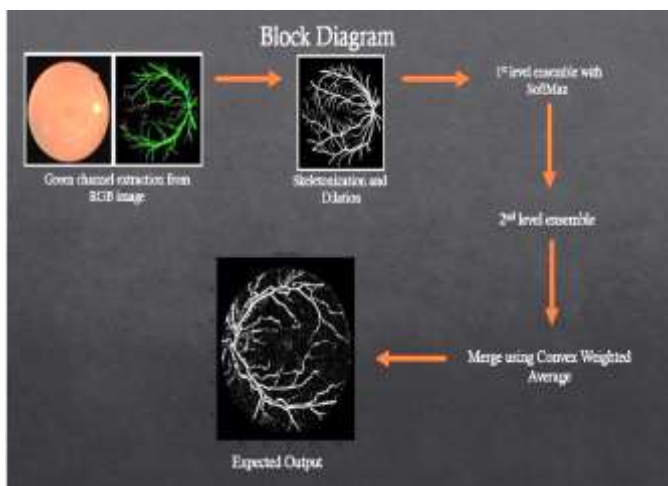 Block Diagram
Green channel extraction from
RGB image
Skeletonization and
Dilation
1st level ensemble with
SoftMax
2nd level ensemble
Merge using Convex Weighted
Average
Expected Output